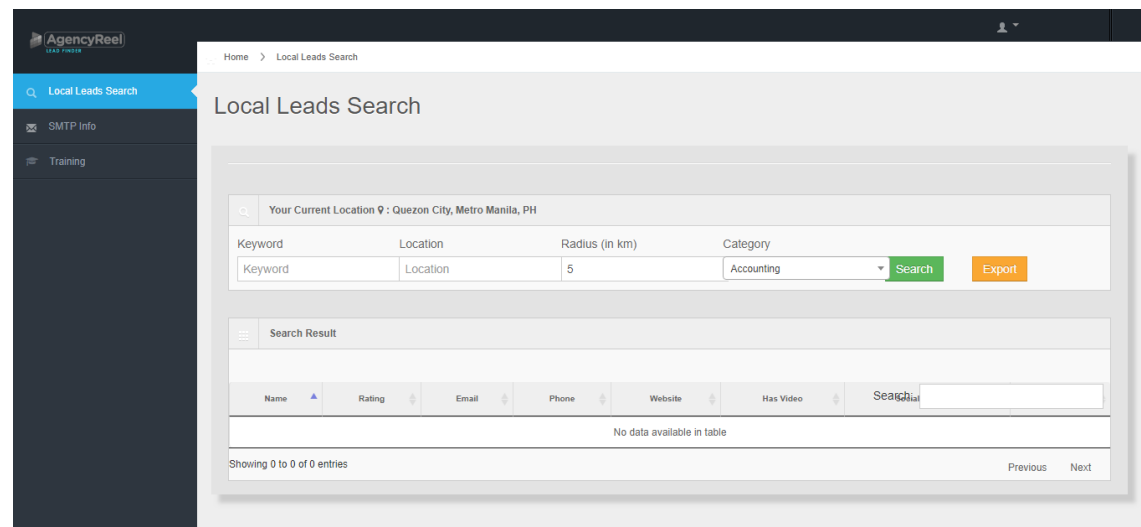 AgencyReel
LEAD FINDER
Home > Local Leads Search
Local Leads Search
SMTP Info
Training
Local Leads Search
Your Current Location : Quezon City, Metro Manila, PH
Keyword Location Radius (in km) Category
Keyword Location 5 Accounting Search Export
Search Result
Search:
Name Rating Email Phone Website Has Video Social
No data available in table
Showing 0 to 0 of 0 entries
Previous Next